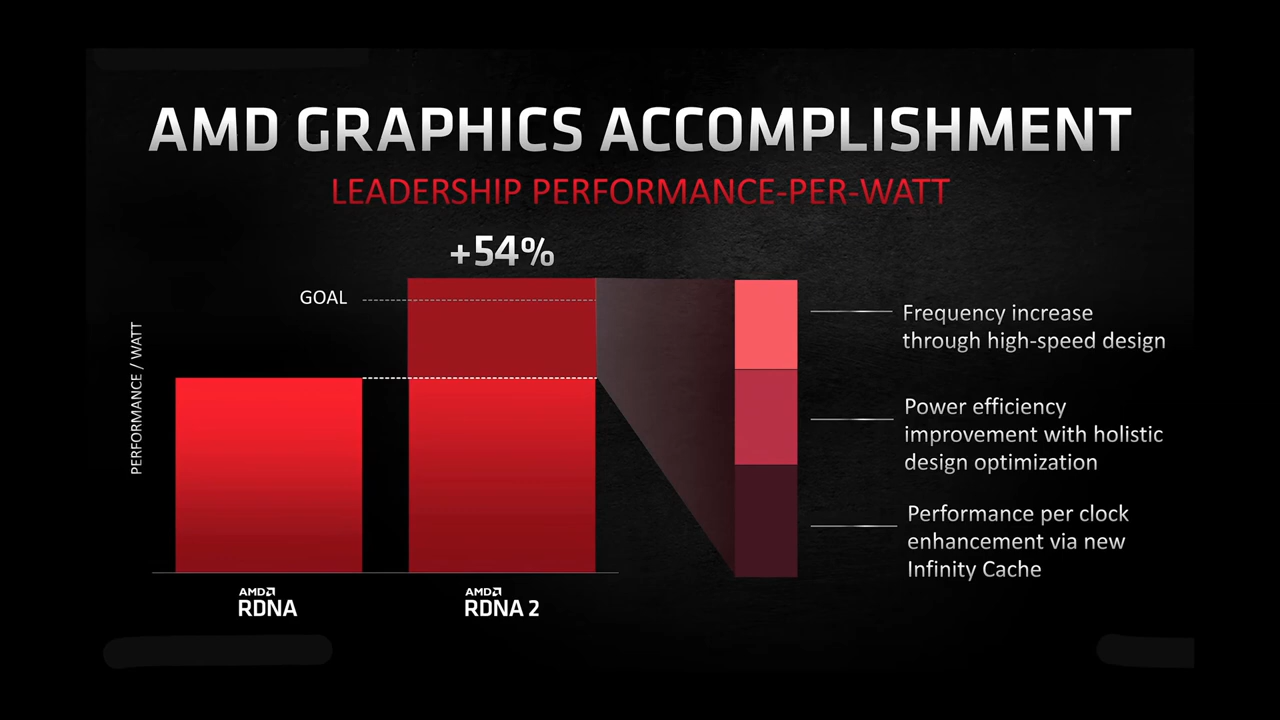 AMD GRAPHICS ACCOMPLISHMENT
LEADERSHIP PERFORMANCE-PER-WATT
+54%
GOAL
PERFORMANCE / WATT
Frequency increase
through high-speed design
Power efficiency
improvement with holistic
design optimization
Performance per clock
enhancement via new
Infinity Cache
AMD
RDNA
AMD
RDNA 2